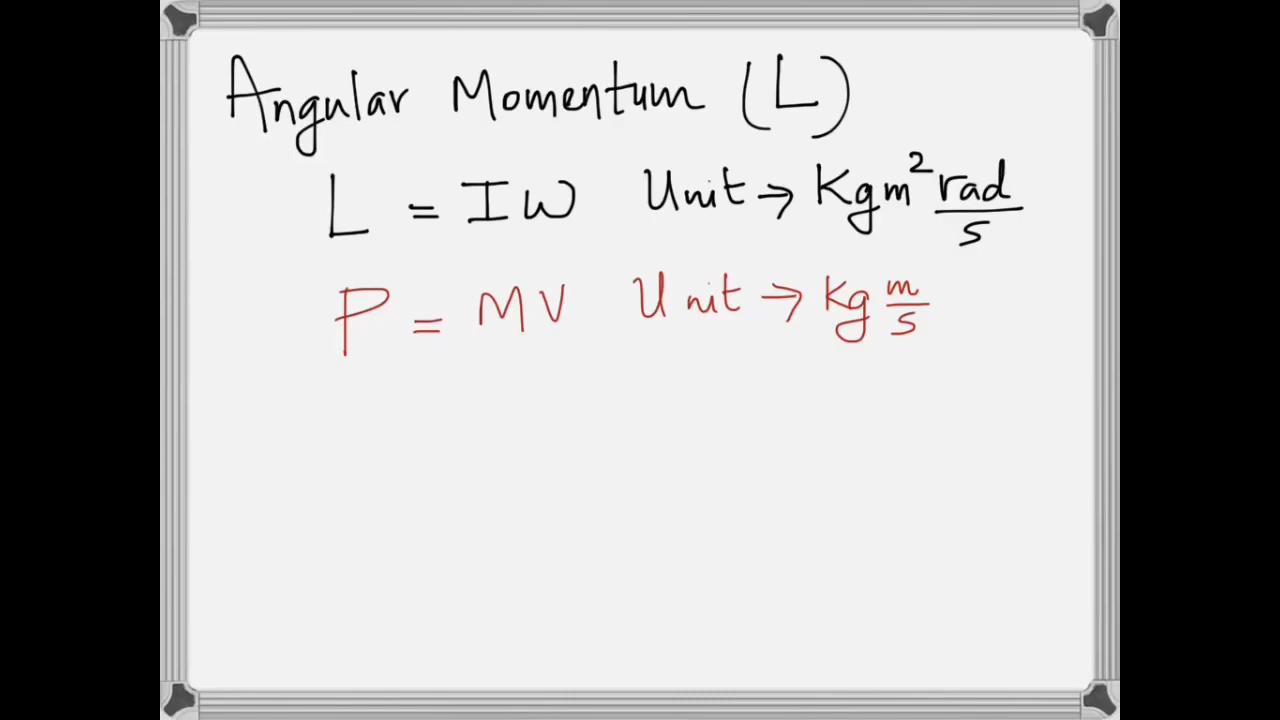 Angular Momentum (L)
L = Iω Unit → Kgm² rad/s
P = MV Unit → Kg m/s